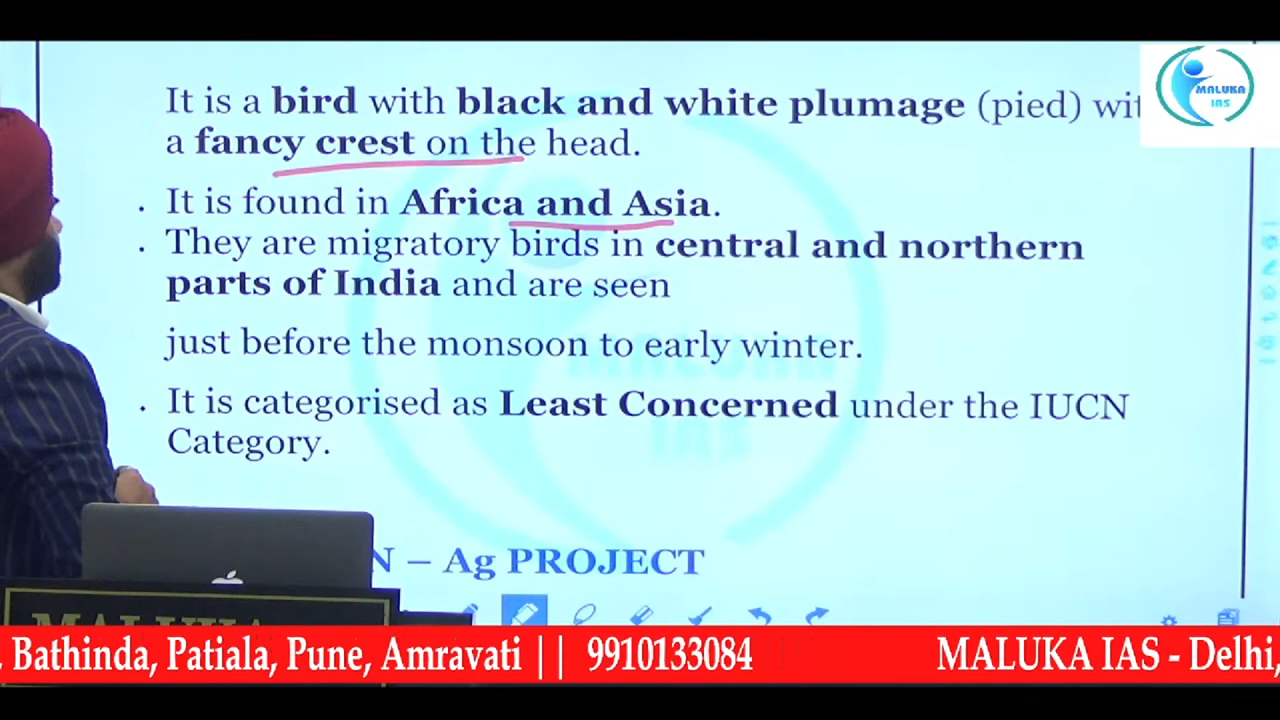 It is a bird with black and white plumage (pied) wit
a fancy crest on the head.
MALUKA
IAS
. It is found in Africa and Asia.
. They are migratory birds in central and northern
parts of India and are seen
just before the monsoon to early winter.
. It is categorised as Least Concerned under the IUCN
Category.
MALUKA
IAS
N – Ag PROJECT
MALUKA
, Bathinda, Patiala, Pune, Amravati || 9910133084 MALUKA IAS - Delhi,